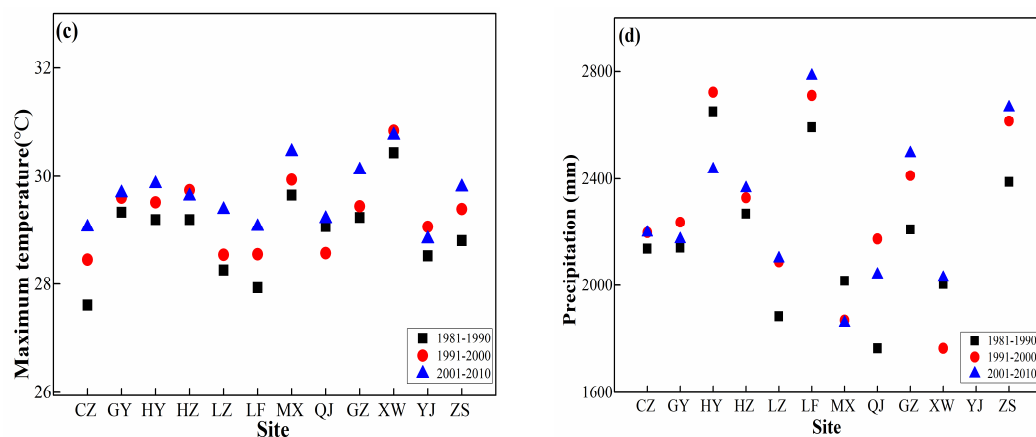 (c)
Maximum temperature(°C)
32
30
28
26
1981-1990
1991-2000
2001-2010
CZ GY HY HZ LZ LF MX QJ GZ XW YJ ZS
Site
(d)
Precipitation (mm)
2800
2400
2000
1600
1981-1990
1991-2000
2001-2010
CZ GY HY HZ LZ LF MX QJ GZ XW YJ ZS
Site